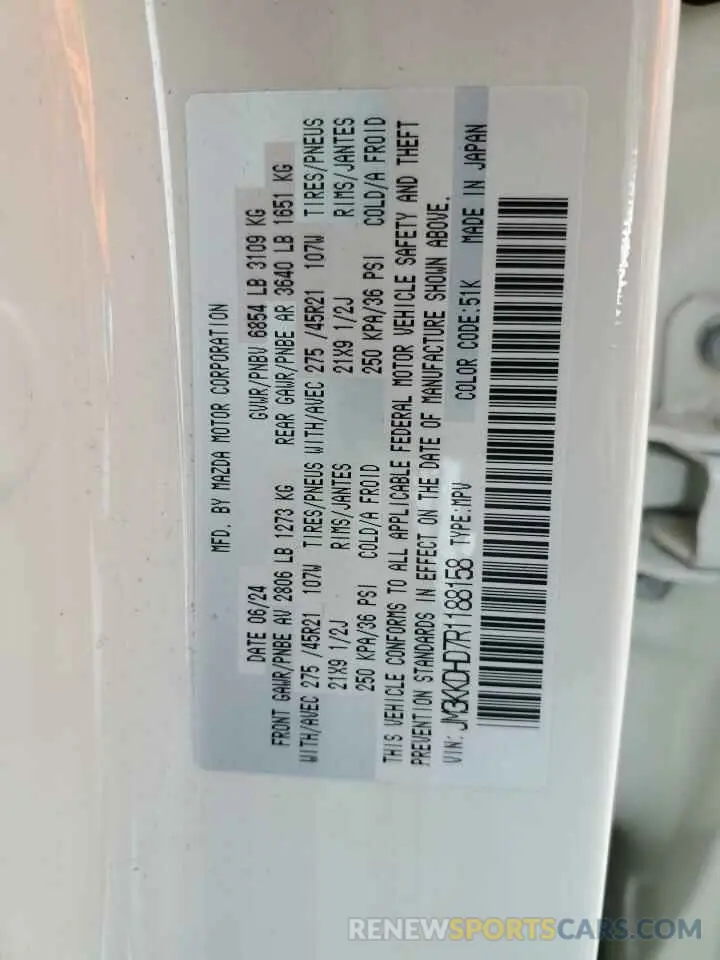 MFD. BY MAZDA MOTOR CORPORATION
DATE 06/24 GVWR/PNBV 6854 LB 3109 KG
FRONT GAWR/PNBE AV 2806 LB 1273 KG REAR GAWR/PNBE AR 3640 LB 1651 KG
WITH/AVEC 275 /45R21 107W TIRES/PNEUS WITH/AVEC 275 /45R21 107W TIRES/PNEUS
21X9 1/2J RIMS/JANTES 21X9 1/2J RIMS/JANTES
250 KPA/36 PSI COLD/A FROID 250 KPA/36 PSI COLD/A FROID
THIS VEHICLE CONFORMS TO ALL APPLICABLE FEDERAL MOTOR VEHICLE SAFETY AND THEFT
PREVENTION STANDARDS IN EFFECT ON THE DATE OF MANUFACTURE SHOWN ABOVE.
VIN: JM3KKDHD7R1188158 TYPE:MPV COLOR CODE:51K MADE IN JAPAN
RENEWSPORTSCARS.COM